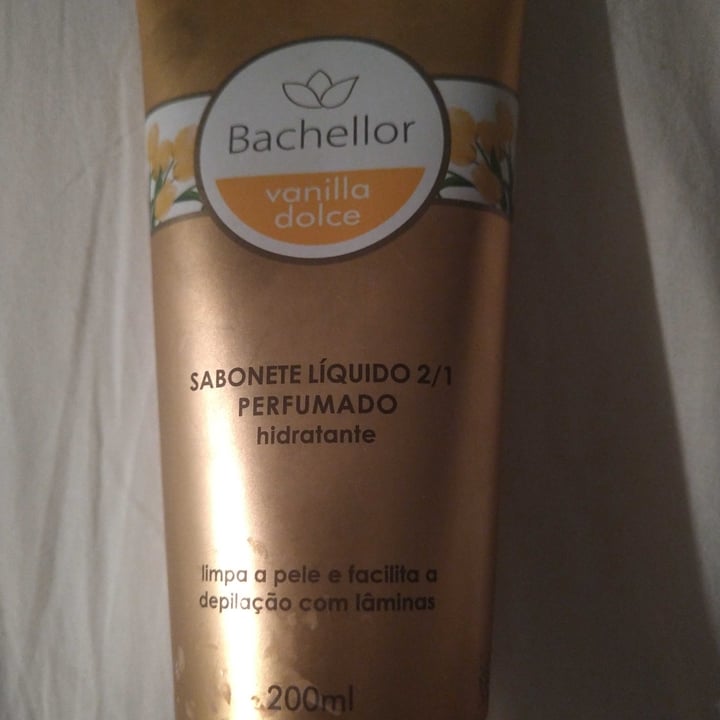 Bachellor
vanilla
dolce
SABONETE LÍQUIDO 2/1
PERFUMADO
hidratante
limpa a pele e facilita a
depilação com lâminas
200ml